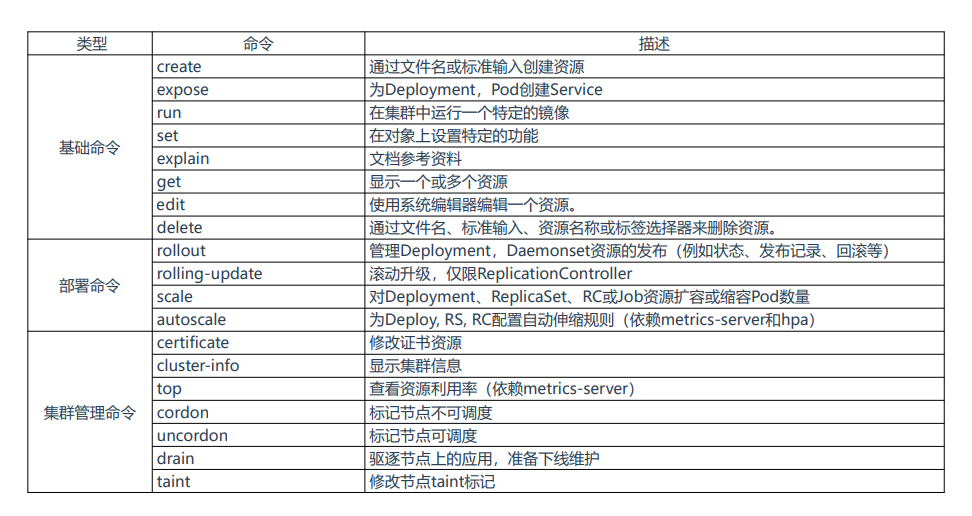 类型 命令 描述
基础命令
create 通过文件名或标准输入创建资源
expose 为Deployment，Pod创建Service
run 在集群中运行一个特定的镜像
set 在对象上设置特定的功能
explain 文档参考资料
get 显示一个或多个资源
edit 使用系统编辑器编辑一个资源。
delete 通过文件名、标准输入、资源名称或标签选择器来删除资源。
部署命令
rollout 管理Deployment，Daemonset资源的发布（例如状态、发布记录、回滚等）
rolling-update 滚动升级，仅限ReplicationController
scale 对Deployment、ReplicaSet、RC或Job资源扩容或缩容Pod数量
autoscale 为Deploy, RS, RC配置自动伸缩规则（依赖metrics-server和hpa）
集群管理命令
certificate 修改证书资源
cluster-info 显示集群信息
top 查看资源利用率（依赖metrics-server）
cordon 标记节点不可调度
uncordon 标记节点可调度
drain 驱逐节点上的应用，准备下线维护
taint 修改节点taint标记